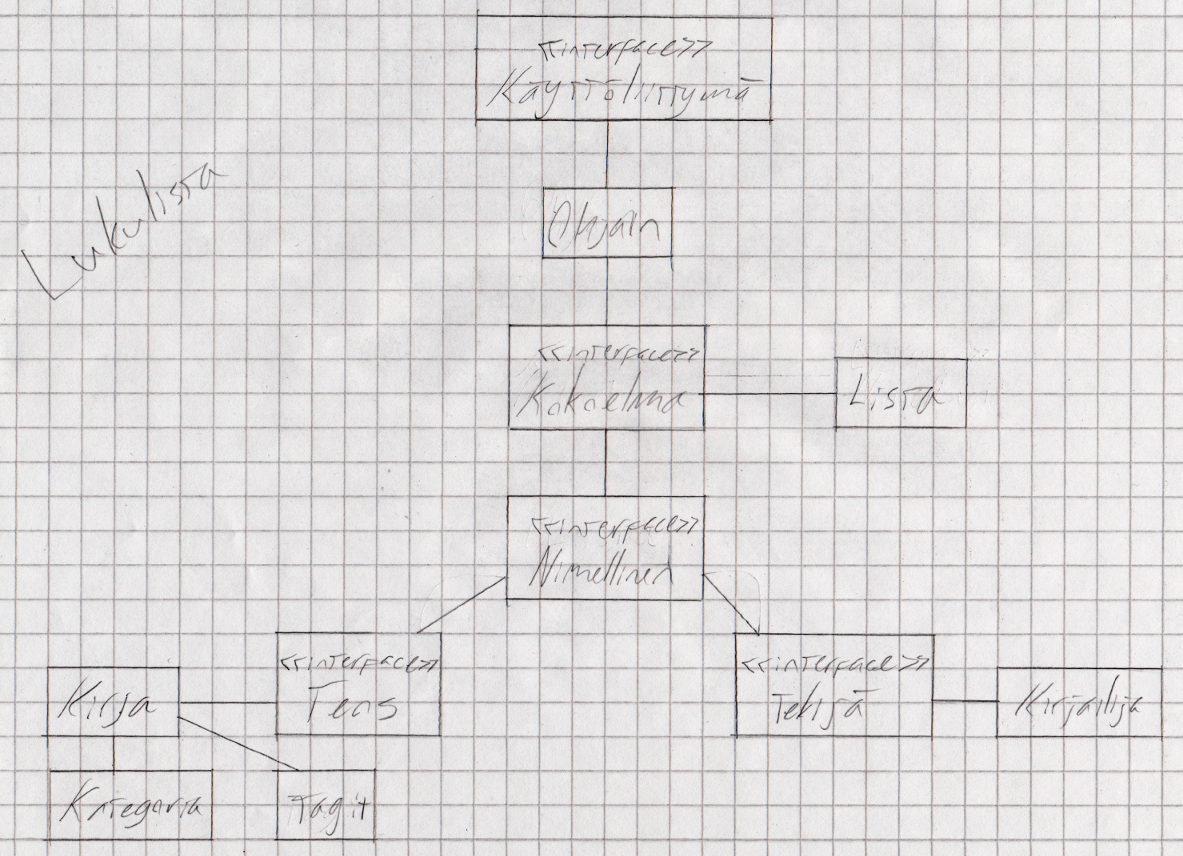 <<interface>>
Käyttöliittymä
Lukulista
Ohjain
<<interface>>
Kokoelma
Lista
<<interface>>
Nimellinen
<<interface>>
Teos
<<interface>>
Tekijä
Kirja
Kirjailija
Kategoria
Tagit